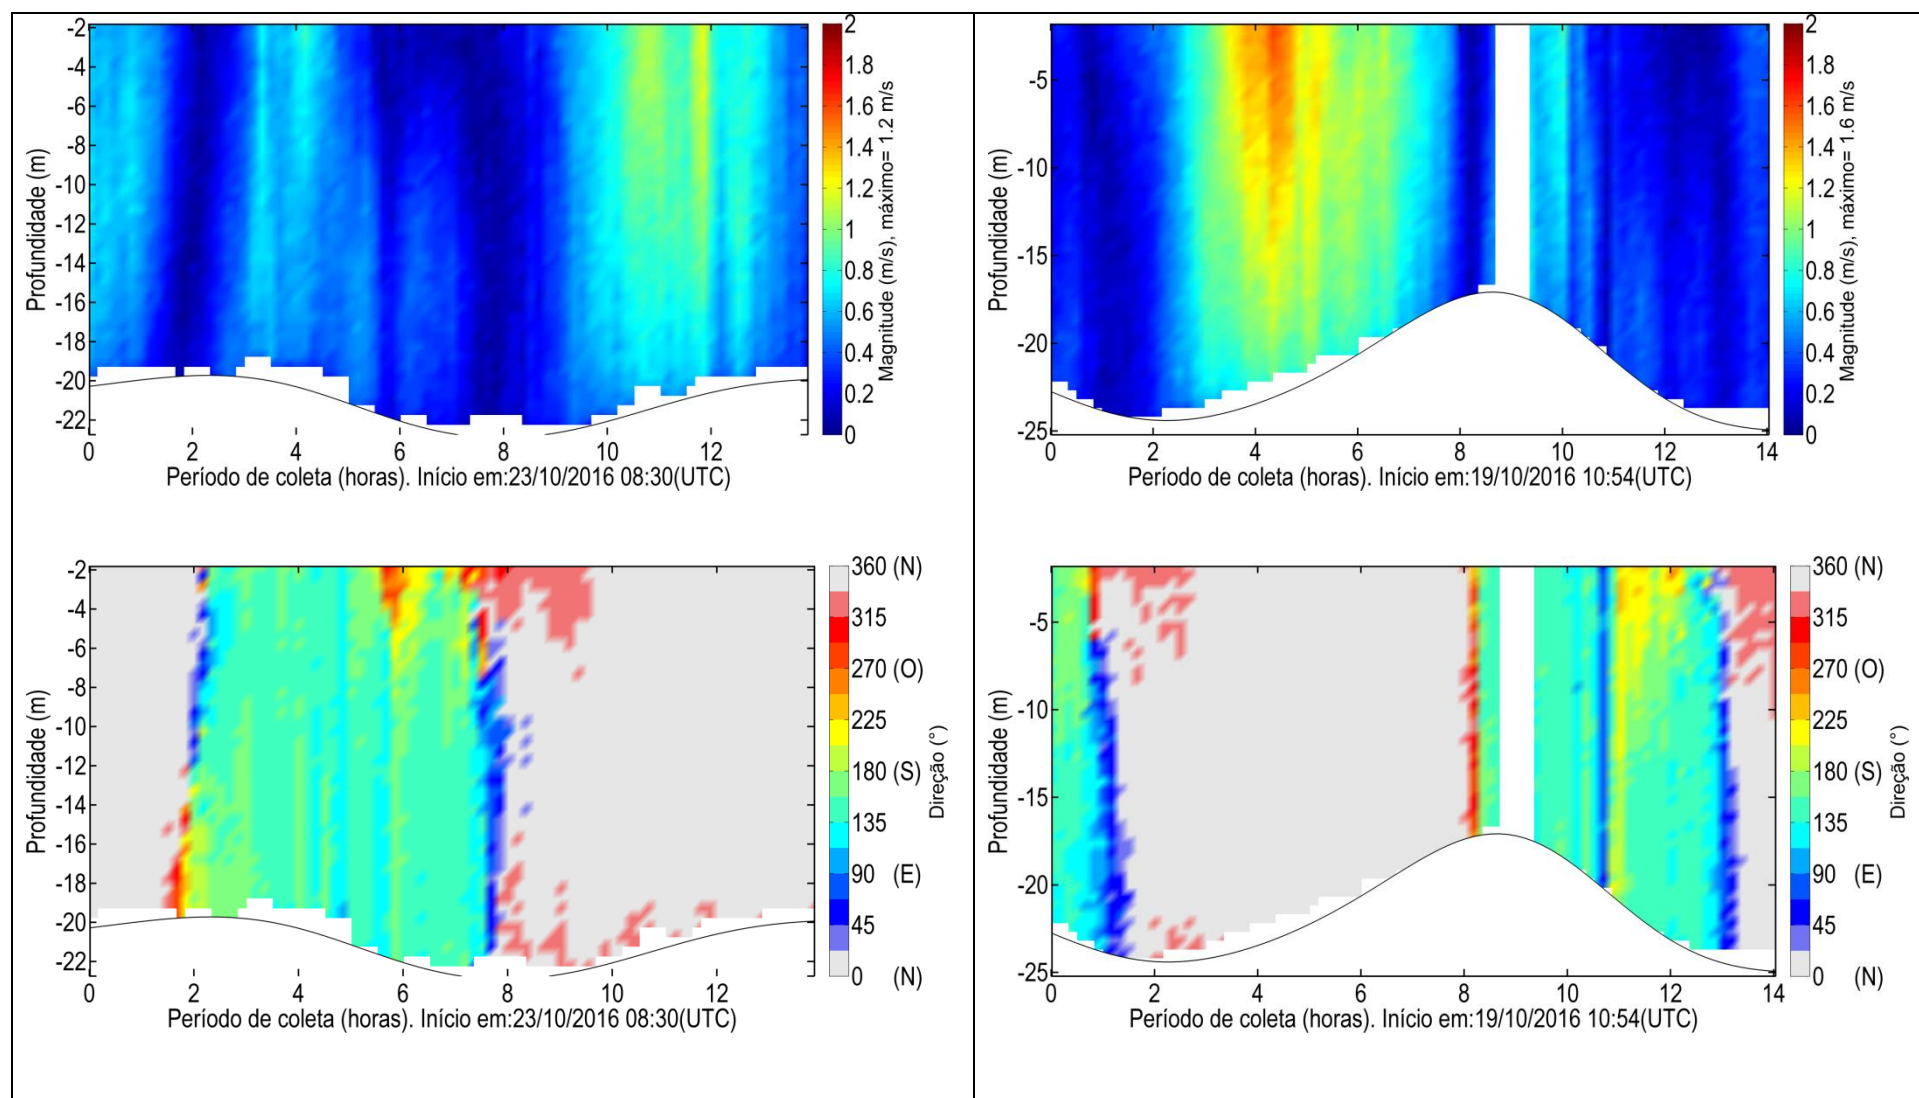 -2
-4
-6
-8
-10
-12
-14
-16
-18
-20
-22
Profundidade (m)
0 2 4 6 8 10 12
Período de coleta (horas). Início em:23/10/2016 08:30(UTC)
2
1.8
1.6
1.4
1.2
1
0.8
0.6
0.4
0.2
0
Magnitude (m/s), máximo= 1.2 m/s
-5
-10
-15
-20
-25
Profundidade (m)
0 2 4 6 8 10 12 14
Período de coleta (horas). Início em:19/10/2016 10:54(UTC)
2
1.8
1.6
1.4
1.2
1
0.8
0.6
0.4
0.2
0
Magnitude (m/s), máximo= 1.6 m/s
-2
-4
-6
-8
-10
-12
-14
-16
-18
-20
-22
Profundidade (m)
0 2 4 6 8 10 12
Período de coleta (horas). Início em:23/10/2016 08:30(UTC)
360 (N)
315
270 (O)
225
180 (S)
135
90 (E)
45
0 (N)
Direção (°)
-5
-10
-15
-20
-25
Profundidade (m)
0 2 4 6 8 10 12 14
Período de coleta (horas). Início em:19/10/2016 10:54(UTC)
360 (N)
315
270 (O)
225
180 (S)
135
90 (E)
45
0 (N)
Direção (°)